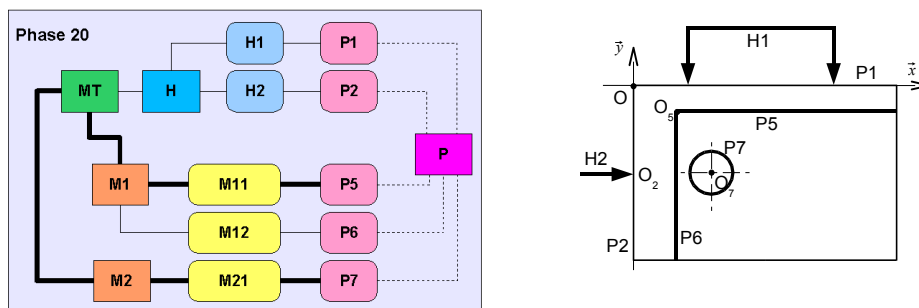 Phase 20
H1 P1
MT H H2 P2
P
M1 M11 P5
M12 P6
M2 M21 P7
H1
y⃗ x⃗
P1
O
O5
P5
P7
H2
O2
O7
P2 P6